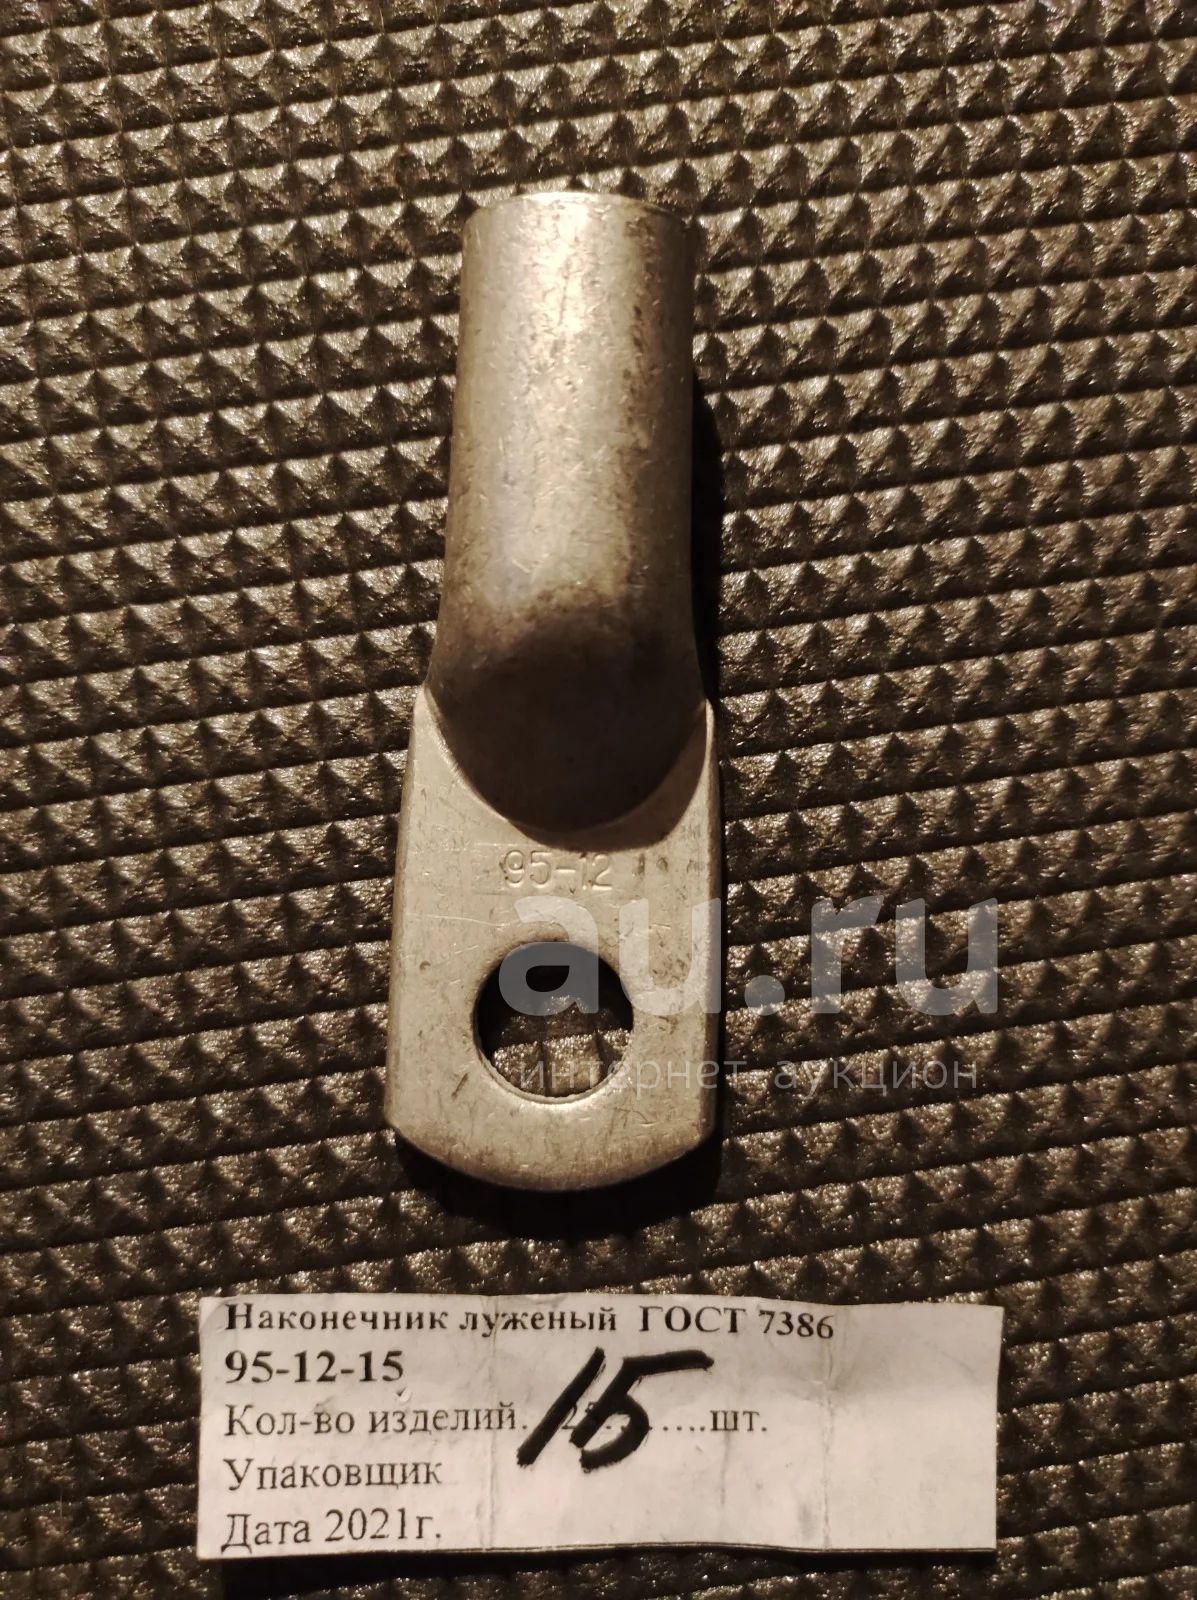 95-12
au.ru
интернет-аукцион
Наконечник луженый ГОСТ 7386
95-12-15
Кол-во изделий. 15 ....шт.
Упаковщик
Дата 2021г.